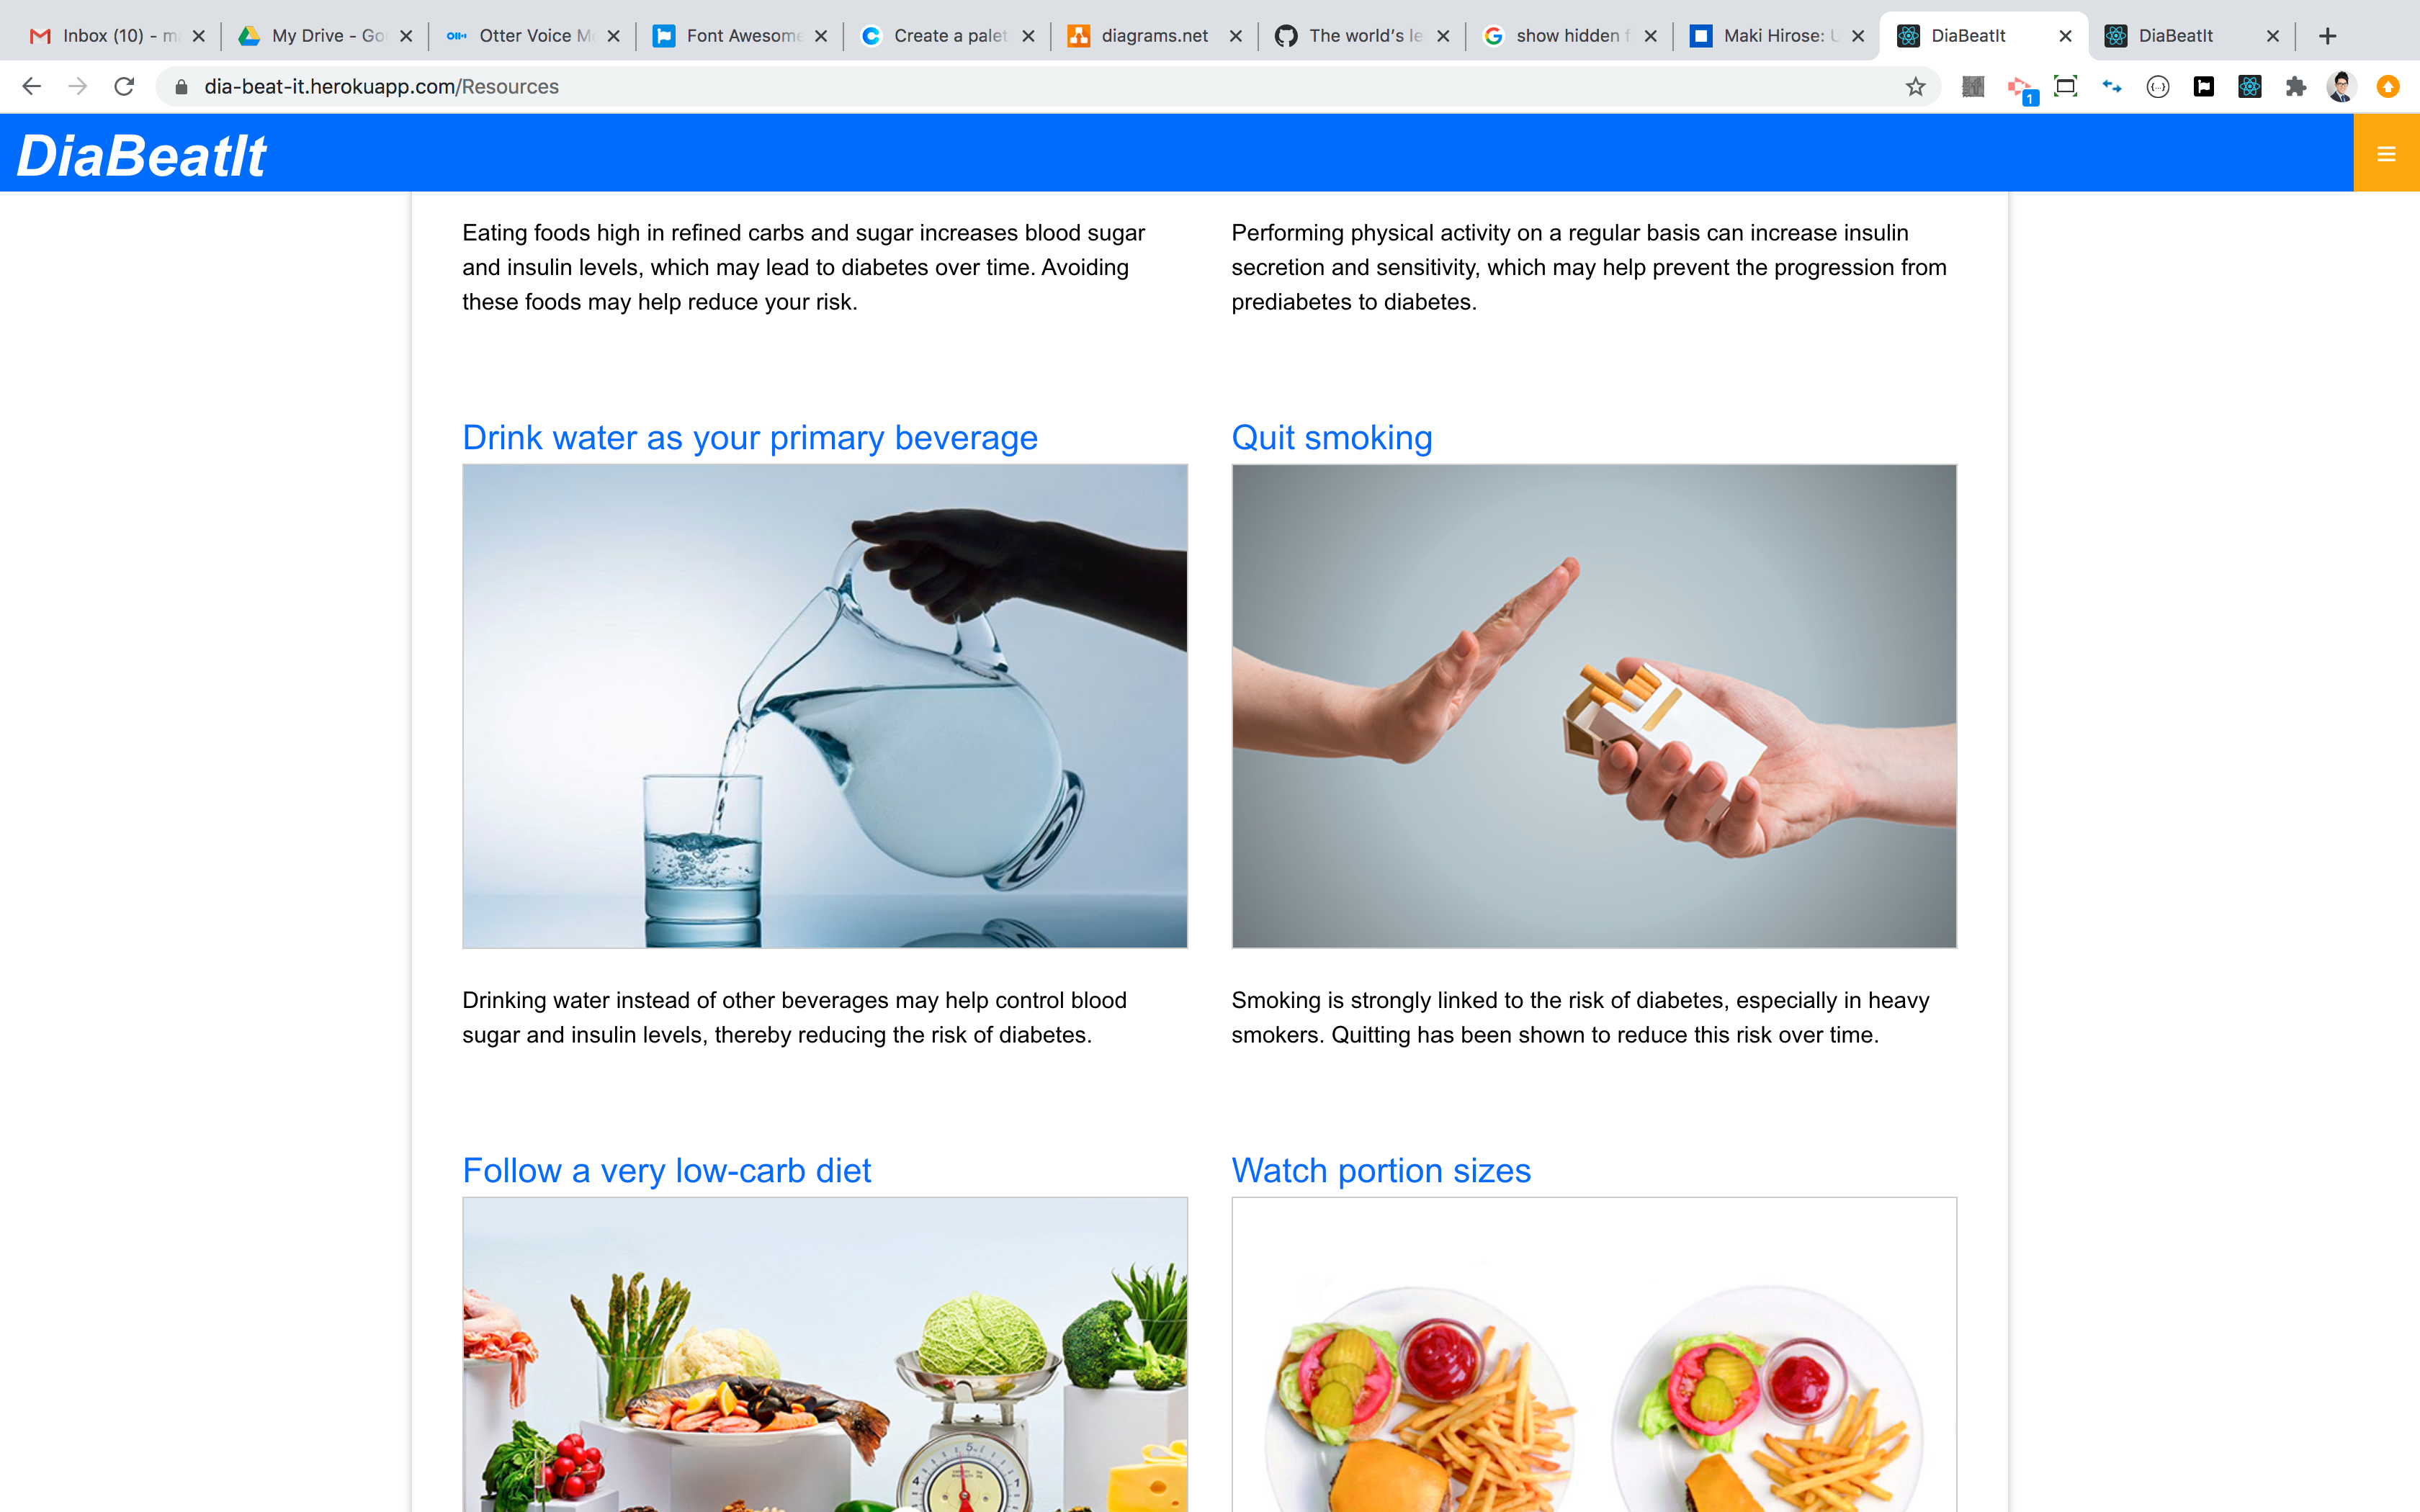 Inbox (10) - m
My Drive - Go
Otter Voice M
Font Awesome
Create a palet
diagrams.net
The world's le
show hidden f
Maki Hirose: U
DiaBeatIt
DiaBeatIt
dia-beat-it.herokuapp.com/Resources
1
DiaBeatIt
Eating foods high in refined carbs and sugar increases blood sugar
and insulin levels, which may lead to diabetes over time. Avoiding
these foods may help reduce your risk.
Performing physical activity on a regular basis can increase insulin
secretion and sensitivity, which may help prevent the progression from
prediabetes to diabetes.
Drink water as your primary beverage
Quit smoking
Drinking water instead of other beverages may help control blood
sugar and insulin levels, thereby reducing the risk of diabetes.
Smoking is strongly linked to the risk of diabetes, especially in heavy
smokers. Quitting has been shown to reduce this risk over time.
Follow a very low-carb diet
Watch portion sizes
5
4
1